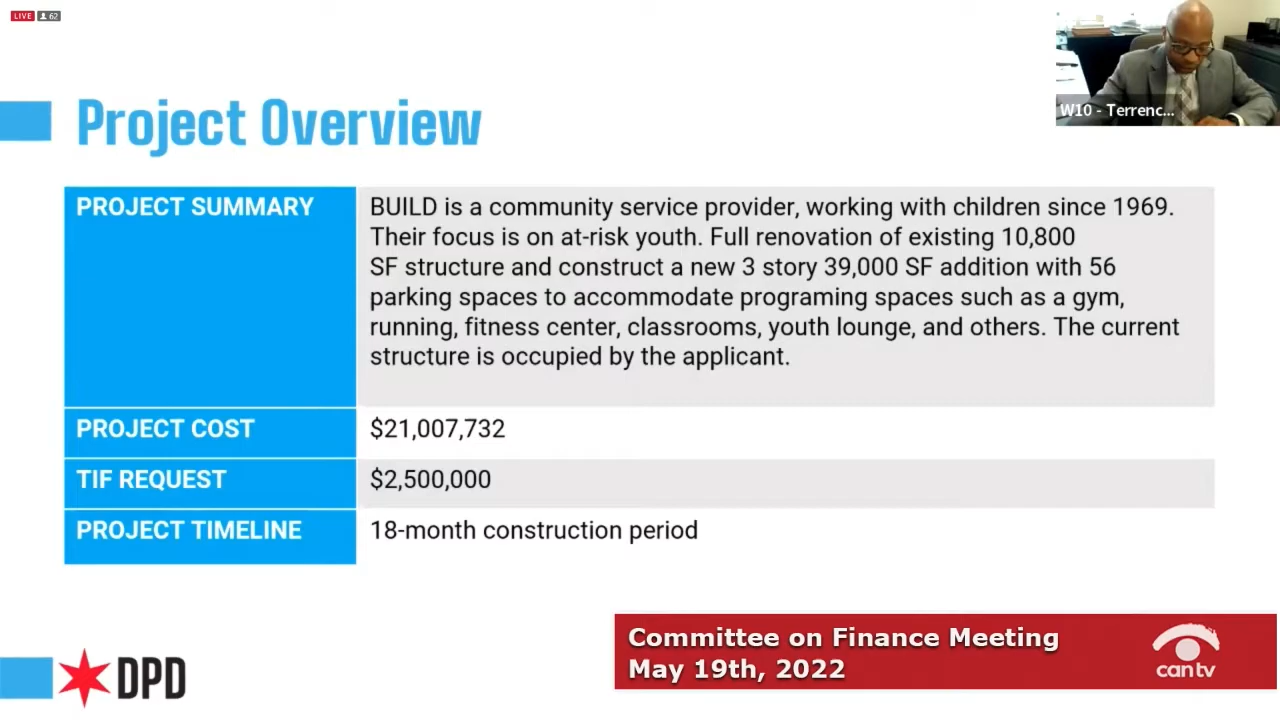 LIVE 62
W10 - Terrenc...
Project Overview
PROJECT SUMMARY
BUILD is a community service provider, working with children since 1969.
Their focus is on at-risk youth. Full renovation of existing 10,800
SF structure and construct a new 3 story 39,000 SF addition with 56
parking spaces to accommodate programing spaces such as a gym,
running, fitness center, classrooms, youth lounge, and others. The current
structure is occupied by the applicant.
PROJECT COST
$21,007,732
TIF REQUEST
$2,500,000
PROJECT TIMELINE
18-month construction period
DPD
Committee on Finance Meeting
May 19th, 2022
can tv